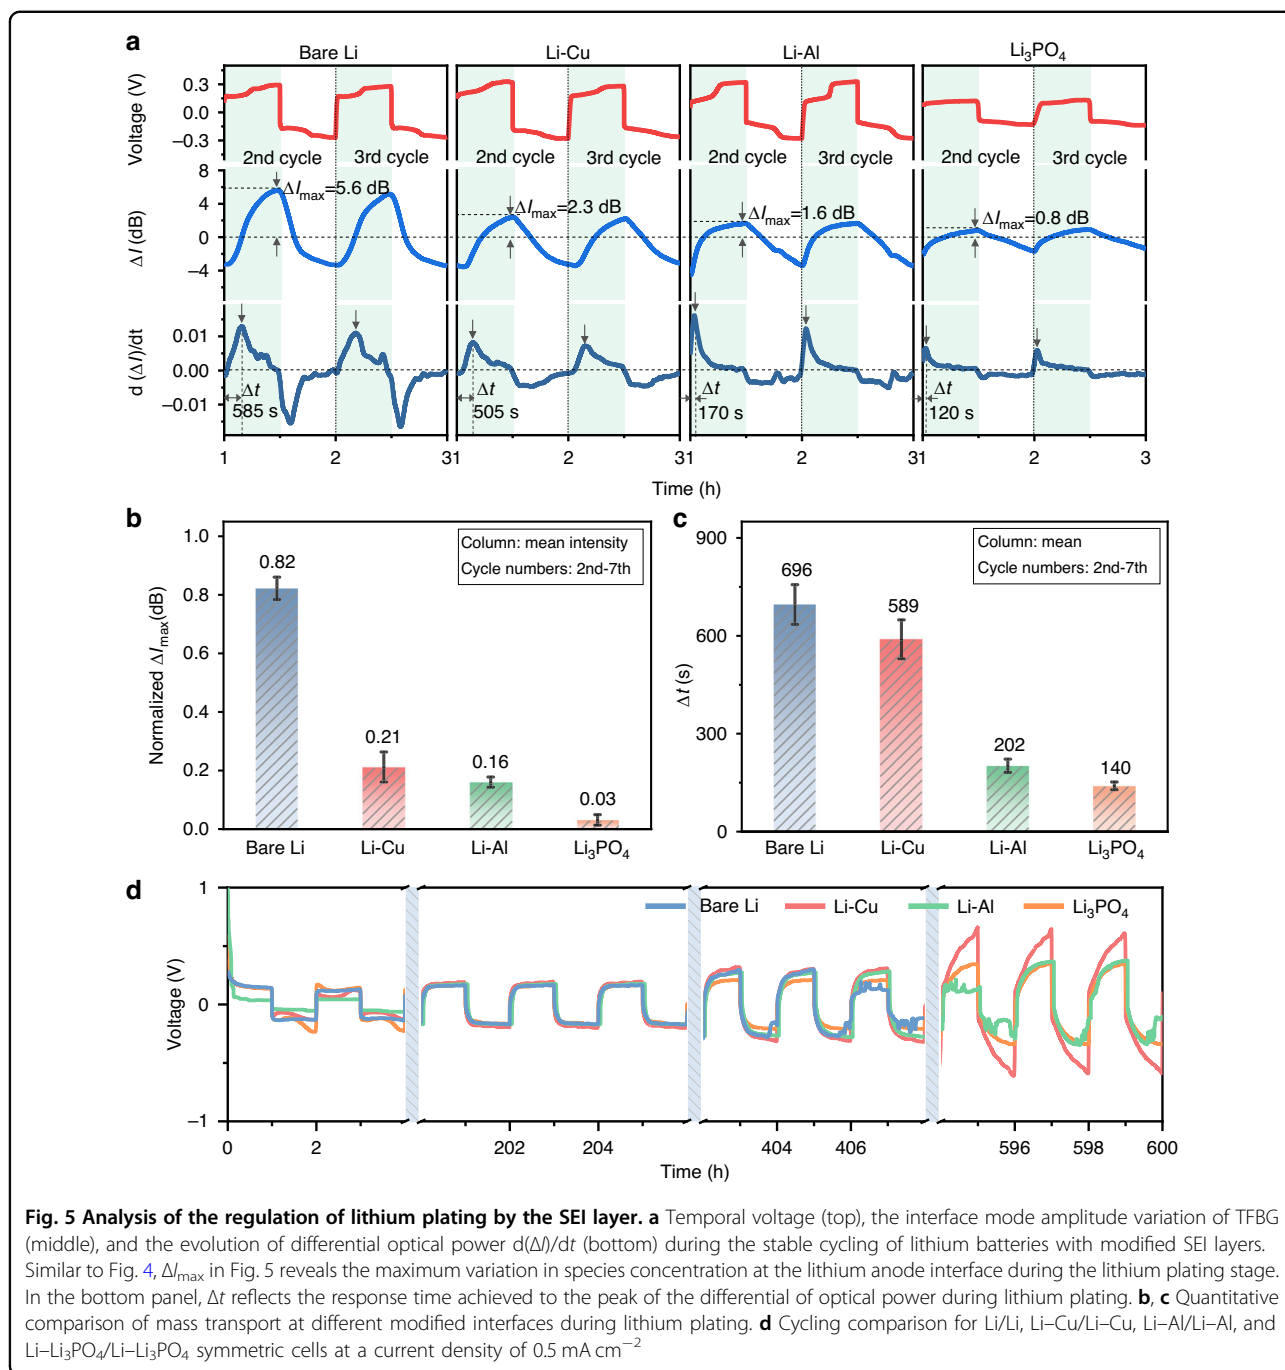 a
Bare Li
Li-Cu
Li-Al
Li₃PO₄
Voltage (V)
0.3
0.0
−0.3
2nd cycle
3rd cycle
2nd cycle
3rd cycle
2nd cycle
3rd cycle
2nd cycle
3rd cycle
ΔI (dB)
8
4
0
−4
ΔI_max=5.6 dB
ΔI_max=2.3 dB
ΔI_max=1.6 dB
ΔI_max=0.8 dB
d (ΔI)/dt
0.01
0.00
−0.01
Δt
585 s
Δt
505 s
Δt
170 s
Δt
120 s
1 2 31 2 31 2 31 2 3
Time (h)
b
Normalized ΔI_max(dB)
1.0
0.8
0.6
0.4
0.2
0.0
Column: mean intensity
Cycle numbers: 2nd-7th
0.82
0.21
0.16
0.03
Bare Li Li-Cu Li-Al Li₃PO₄
c
Δt (s)
900
600
300
0
Column: mean
Cycle numbers: 2nd-7th
696
589
202
140
Bare Li Li-Cu Li-Al Li₃PO₄
d
Voltage (V)
1
0
−1
Bare Li Li-Cu Li-Al Li₃PO₄
0 2 202 204 404 406 596 598 600
Time (h)
Fig. 5 Analysis of the regulation of lithium plating by the SEI layer. a Temporal voltage (top), the interface mode amplitude variation of TFBG
(middle), and the evolution of differential optical power d(ΔI)/dt (bottom) during the stable cycling of lithium batteries with modified SEI layers.
Similar to Fig. 4, ΔI_max in Fig. 5 reveals the maximum variation in species concentration at the lithium anode interface during the lithium plating stage.
In the bottom panel, Δt reflects the response time achieved to the peak of the differential of optical power during lithium plating. b, c Quantitative
comparison of mass transport at different modified interfaces during lithium plating. d Cycling comparison for Li/Li, Li–Cu/Li–Cu, Li–Al/Li–Al, and
Li–Li₃PO₄/Li–Li₃PO₄ symmetric cells at a current density of 0.5 mA cm⁻²